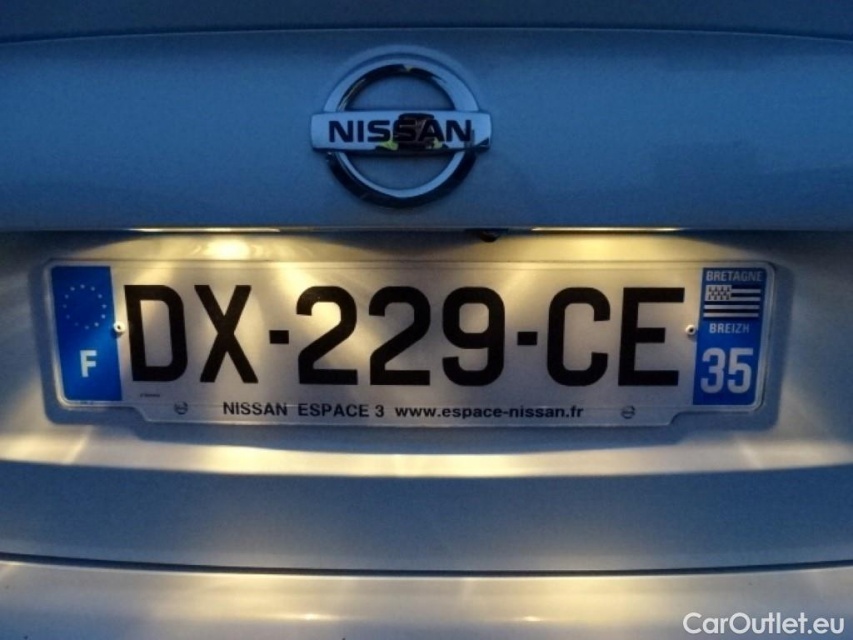 NISSAN
F
DX-229-CE
BRETAGNE
BREIZH
35
NISSAN ESPACE 3 www.espace-nissan.fr
CarOutlet.eu